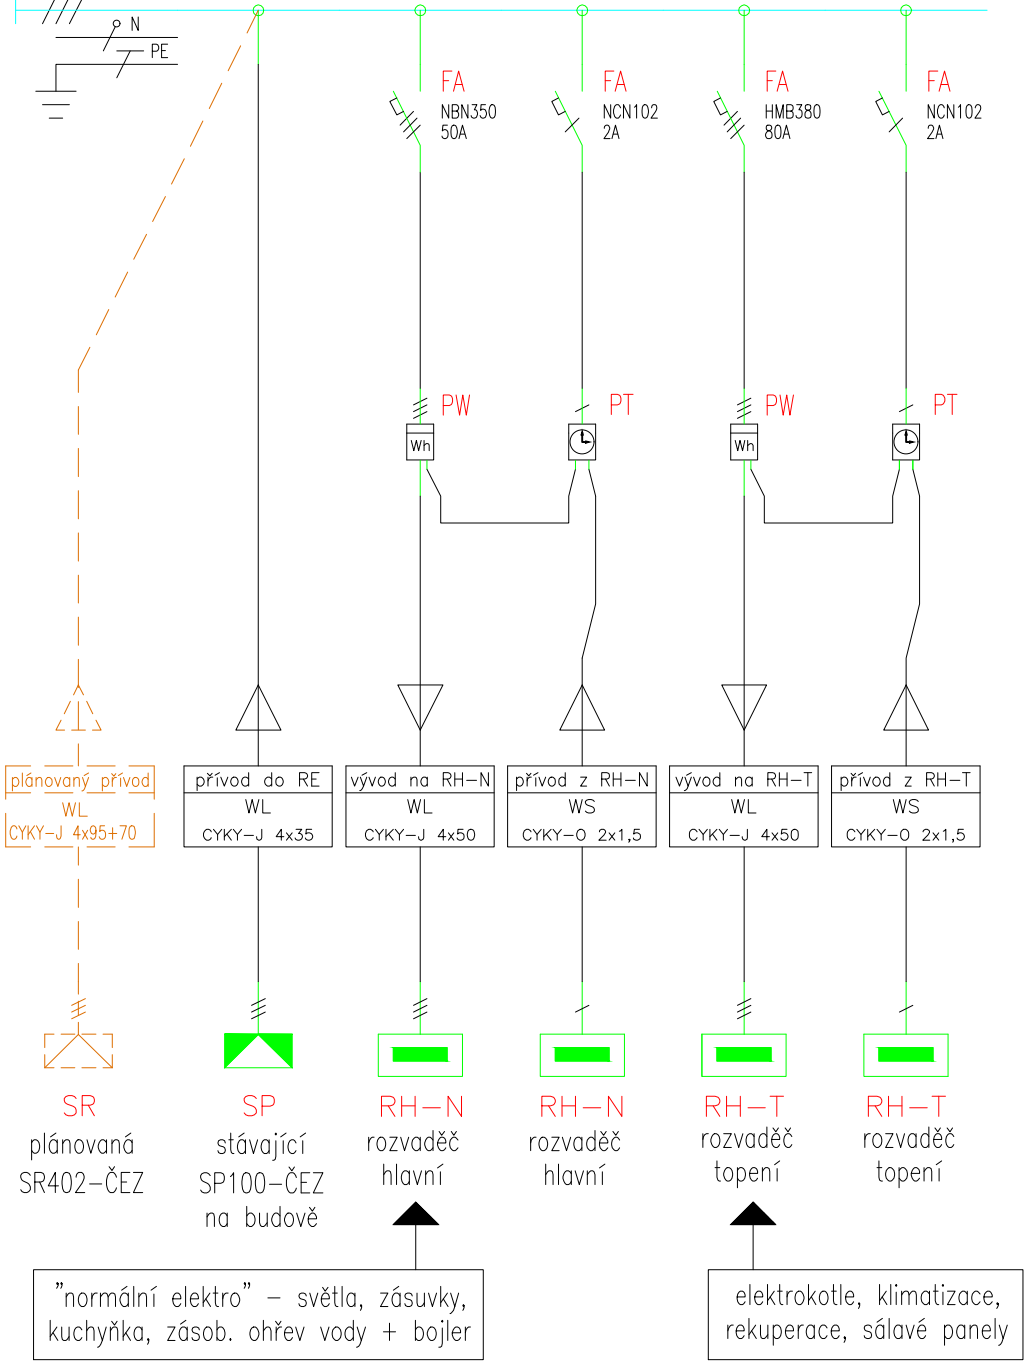 N
PE
FA
NBN350
50A
FA
NCN102
2A
FA
HMB380
80A
FA
NCN102
2A
PW
Wh
PT
PW
Wh
PT
plánovaný přívod
WL
CYKY-J 4x95+70
přívod do RE
WL
CYKY-J 4x35
vývod na RH-N
WL
CYKY-J 4x50
přívod z RH-N
WS
CYKY-O 2x1,5
vývod na RH-T
WL
CYKY-J 4x50
přívod z RH-T
WS
CYKY-O 2x1,5
SR
plánovaná
SR402-ČEZ
SP
stávající
SP100-ČEZ
na budově
RH-N
rozvaděč
hlavní
RH-N
rozvaděč
hlavní
RH-T
rozvaděč
topení
RH-T
rozvaděč
topení
"normální elektro" - světla, zásuvky,
kuchyňka, zásob. ohřev vody + bojler
elektrokotle, klimatizace,
rekuperace, sálavé panely